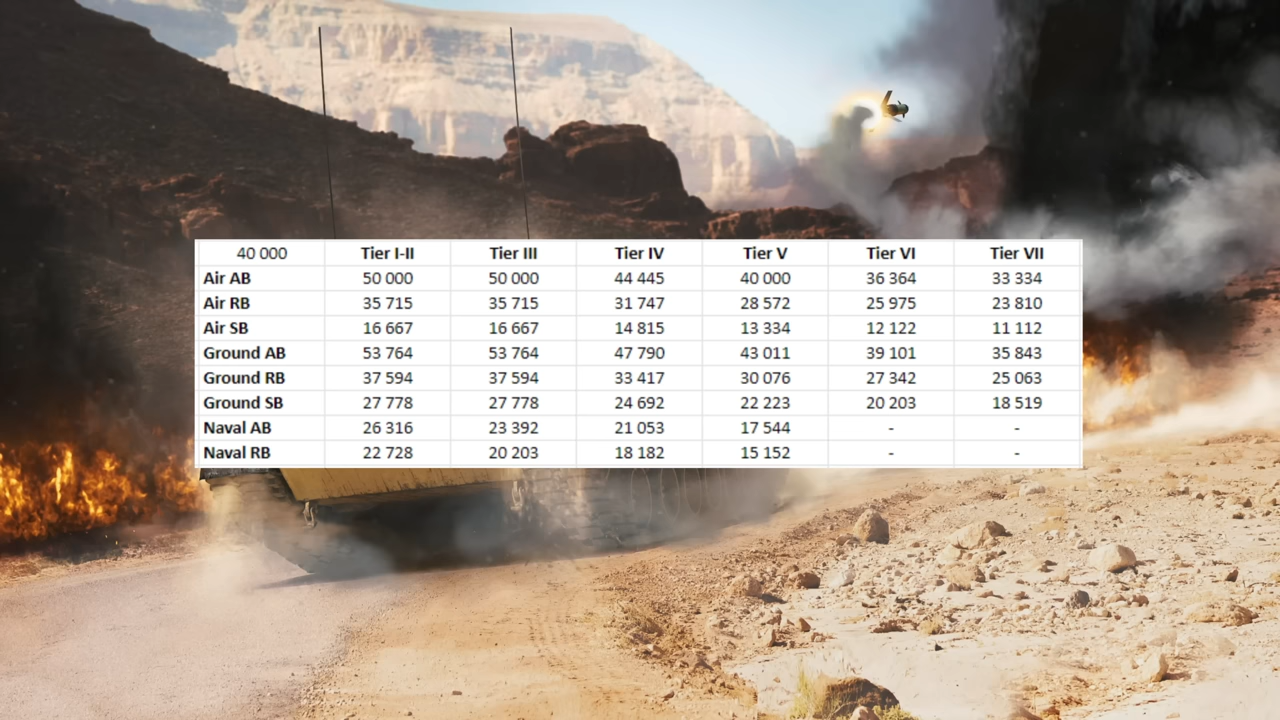 40 000 Tier I-II Tier III Tier IV Tier V Tier VI Tier VII
Air AB 50 000 50 000 44 445 40 000 36 364 33 334
Air RB 35 715 35 715 31 747 28 572 25 975 23 810
Air SB 16 667 16 667 14 815 13 334 12 122 11 112
Ground AB 53 764 53 764 47 790 43 011 39 101 35 843
Ground RB 37 594 37 594 33 417 30 076 27 342 25 063
Ground SB 27 778 27 778 24 692 22 223 20 203 18 519
Naval AB 26 316 23 392 21 053 17 544 - -
Naval RB 22 728 20 203 18 182 15 152 - -